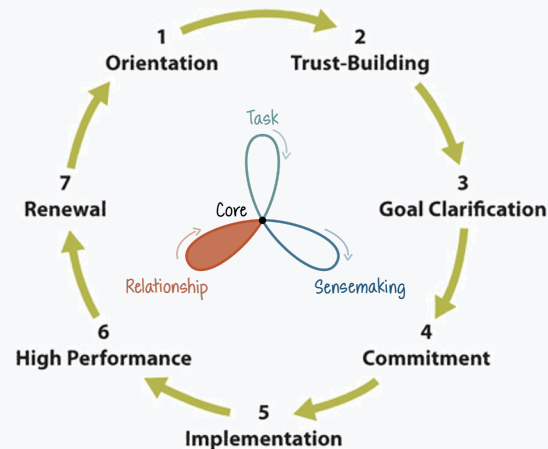 1
Orientation
2
Trust-Building
3
Goal Clarification
4
Commitment
5
Implementation
6
High Performance
7
Renewal
Task
Core
Relationship
Sensemaking